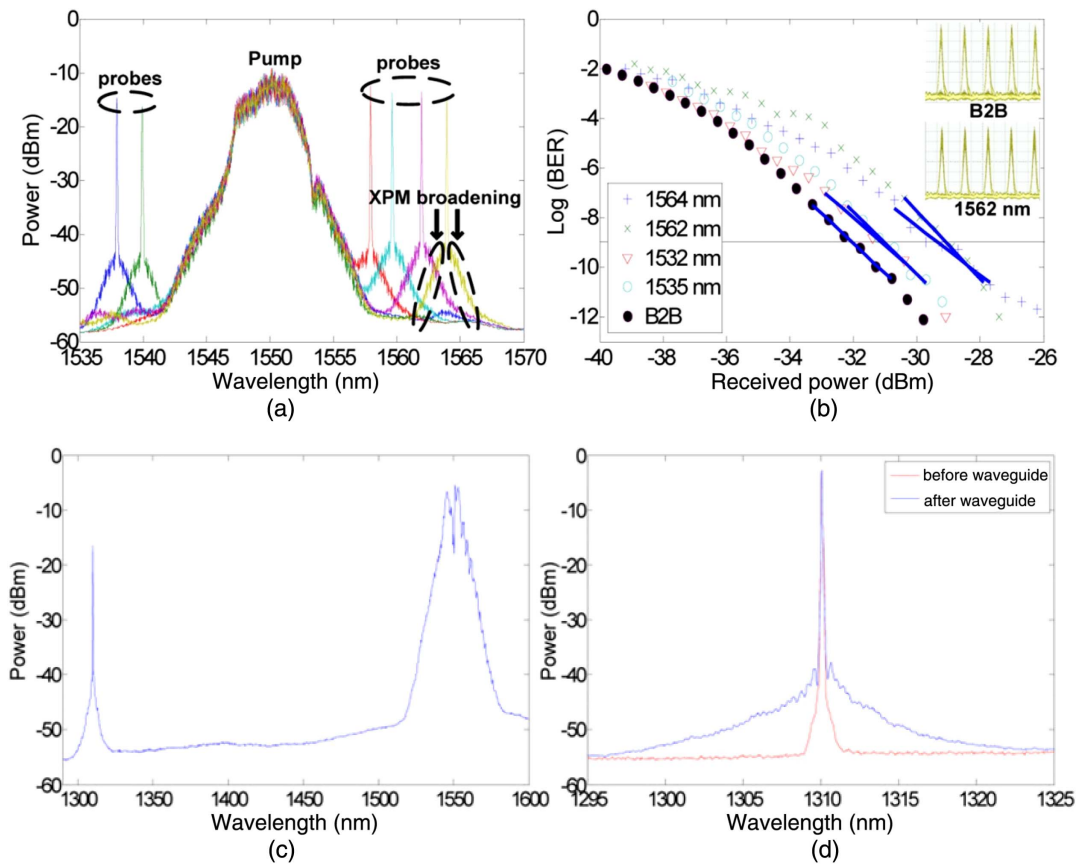 0
-10
-20
-30
-40
-50
-60
Power (dBm)
probes
Pump
probes
XPM broadening
1535 1540 1545 1550 1555 1560 1565 1570
Wavelength (nm)
(a)
0
-2
-4
-6
-8
-10
-12
Log (BER)
B2B
1562 nm
1564 nm
1562 nm
1532 nm
1535 nm
B2B
-40 -38 -36 -34 -32 -30 -28 -26
Received power (dBm)
(b)
0
-10
-20
-30
-40
-50
-60
Power (dBm)
1300 1350 1400 1450 1500 1550 1600
Wavelength (nm)
(c)
0
-10
-20
-30
-40
-50
-60
Power (dBm)
before waveguide
after waveguide
1295 1300 1305 1310 1315 1320 1325
Wavelength (nm)
(d)